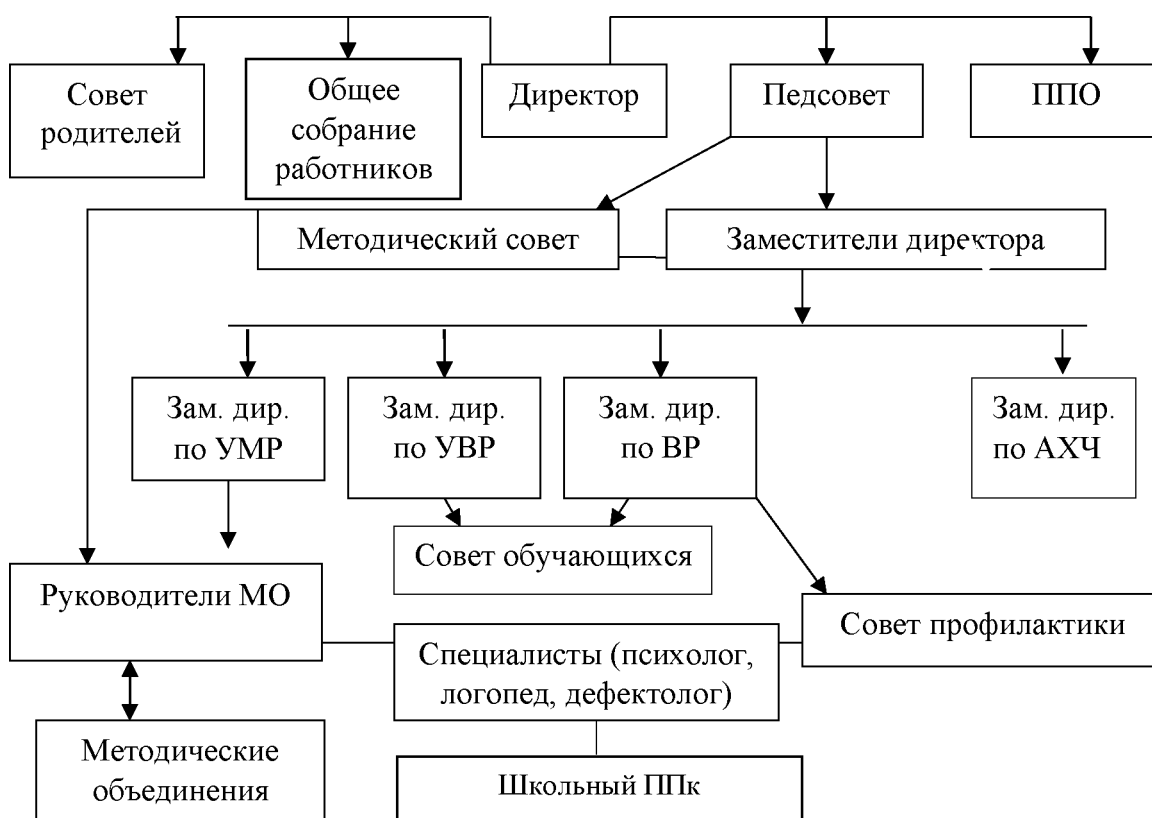 Совет
родителей
Общее
собрание
работников
Директор
Педсовет
ППО
Методический совет
Заместители директора
Зам. дир.
по УМР
Зам. дир.
по УВР
Зам. дир.
по ВР
Зам. дир.
по АХЧ
Совет обучающихся
Руководители МО
Совет профилактики
Специалисты (психолог,
логопед, дефектолог)
Методические
объединения
Школьный ППк